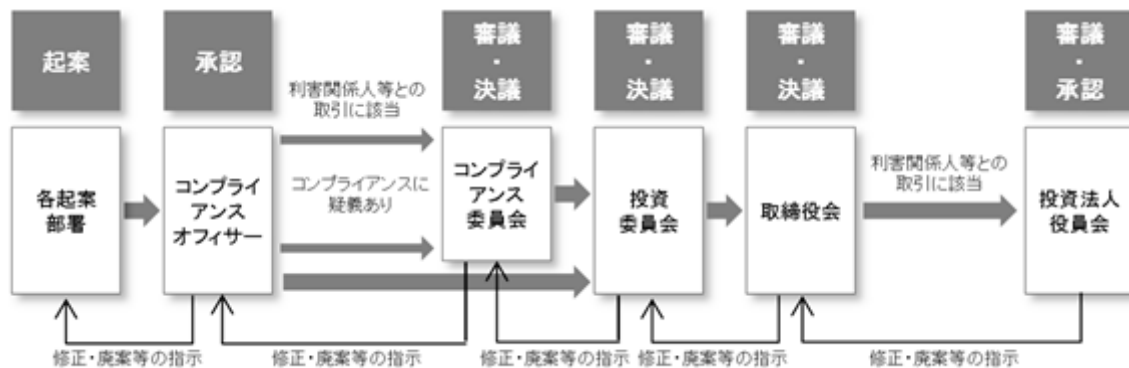 起案
承認
審議
・
決議
審議
・
決議
審議
・
決議
審議
・
承認
利害関係人等との
取引に該当
コンプライアンスに
疑義あり
利害関係人等との
取引に該当
各起案
部署
コンプライ
アンス
オフィサー
コンプライ
アンス
委員会
投資
委員会
取締役会
投資法人
役員会
修正・廃案等の指示
修正・廃案等の指示
修正・廃案等の指示
修正・廃案等の指示
修正・廃案等の指示